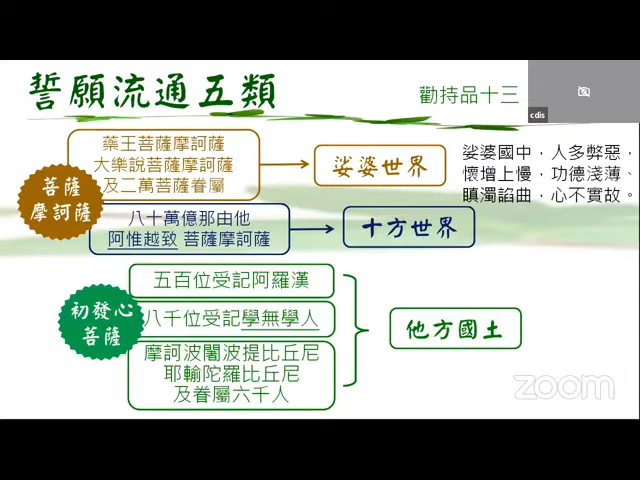 誓願流通五類
勸持品十三
cdis
菩薩
摩訶薩
藥王菩薩摩訶薩
大樂說菩薩摩訶薩
及二萬菩薩眷屬
娑婆世界
娑婆國中，人多弊惡，
懷增上慢，功德淺薄、
瞋濁諂曲，心不實故。
八十萬億那由他
阿惟越致 菩薩摩訶薩
十方世界
初發心
菩薩
五百位受記阿羅漢
八千位受記學無學人
摩訶波闍波提比丘尼
耶輸陀羅比丘尼
及眷屬六千人
他方國土
zoom